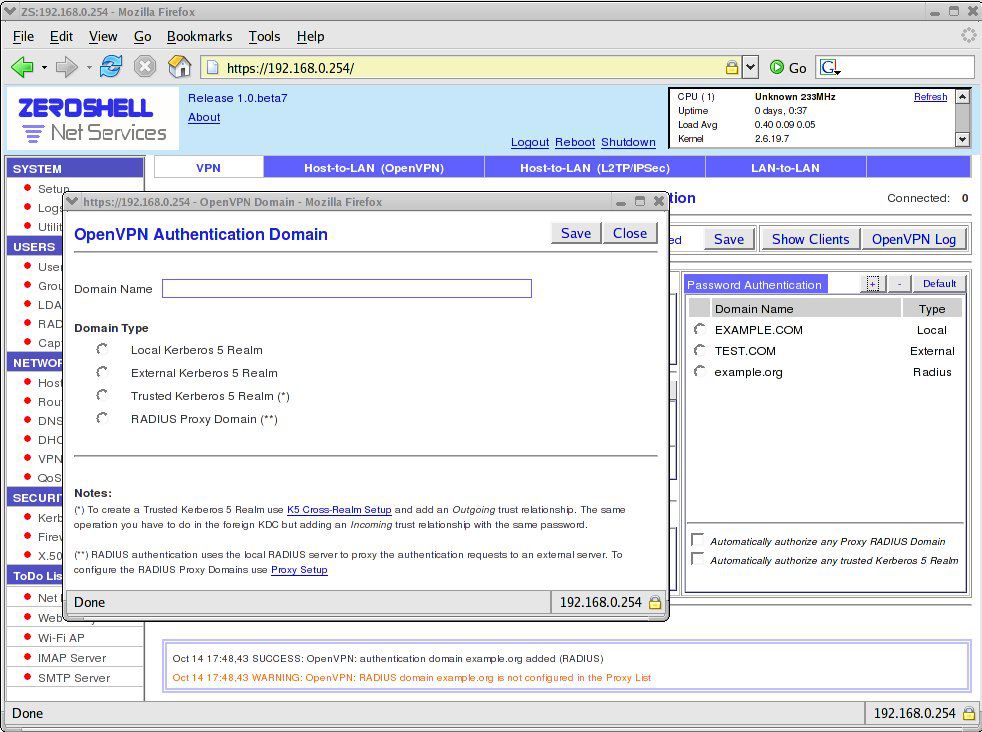 ZS:192.168.0.254 - Mozilla Firefox
File Edit View Go Bookmarks Tools Help
https://192.168.0.254/ Go G
ZEROSHELL
Net Services
Release 1.0.beta7
About
Logout Reboot Shutdown
CPU (1) Unknown 233MHz Refresh
Uptime 0 days, 0:37
Load Avg 0.40 0.09 0.05
Kernel 2.6.19.7
SYSTEM
VPN Host-to-LAN (OpenVPN) Host-to-LAN (L2TP/IPSec) LAN-to-LAN
Setup
Logs
Utilit
USERS
User
Grou
LDA
RAD
Capt
NETWOR
Host
Rout
DNS
DHC
VPN
QoS
SECURIT
Kerb
Firew
X.50
ToDo Lis
Net
Web
Wi-Fi AP
IMAP Server
SMTP Server
tion Connected: 0
ed Save Show Clients OpenVPN Log
https://192.168.0.254 - OpenVPN Domain - Mozilla Firefox
OpenVPN Authentication Domain Save Close
Domain Name
Domain Type
Local Kerberos 5 Realm
External Kerberos 5 Realm
Trusted Kerberos 5 Realm (*)
RADIUS Proxy Domain (**)
Notes:
(*) To create a Trusted Kerberos 5 Realm use K5 Cross-Realm Setup and add an Outgoing trust relationship. The same
operation you have to do in the foreign KDC but adding an Incoming trust relationship with the same password.
(**) RADIUS authentication uses the local RADIUS server to proxy the authentication requests to an external server. To
configure the RADIUS Proxy Domains use Proxy Setup
Done 192.168.0.254
Password Authentication + - Default
Domain Name Type
EXAMPLE.COM Local
TEST.COM External
example.org Radius
Automatically authorize any Proxy RADIUS Domain
Automatically authorize any trusted Kerberos 5 Realm
Oct 14 17:48,43 SUCCESS: OpenVPN: authentication domain example.org added (RADIUS)
Oct 14 17:48,43 WARNING: OpenVPN: RADIUS domain example.org is not configured in the Proxy List
Done 192.168.0.254